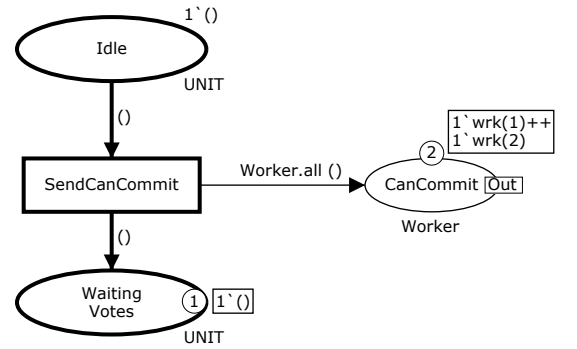 1`()
Idle
UNIT
()
1`wrk(1)++
1`wrk(2)
2
SendCanCommit
Worker.all ()
CanCommit
Out
Worker
()
Waiting
Votes
1
1`()
UNIT